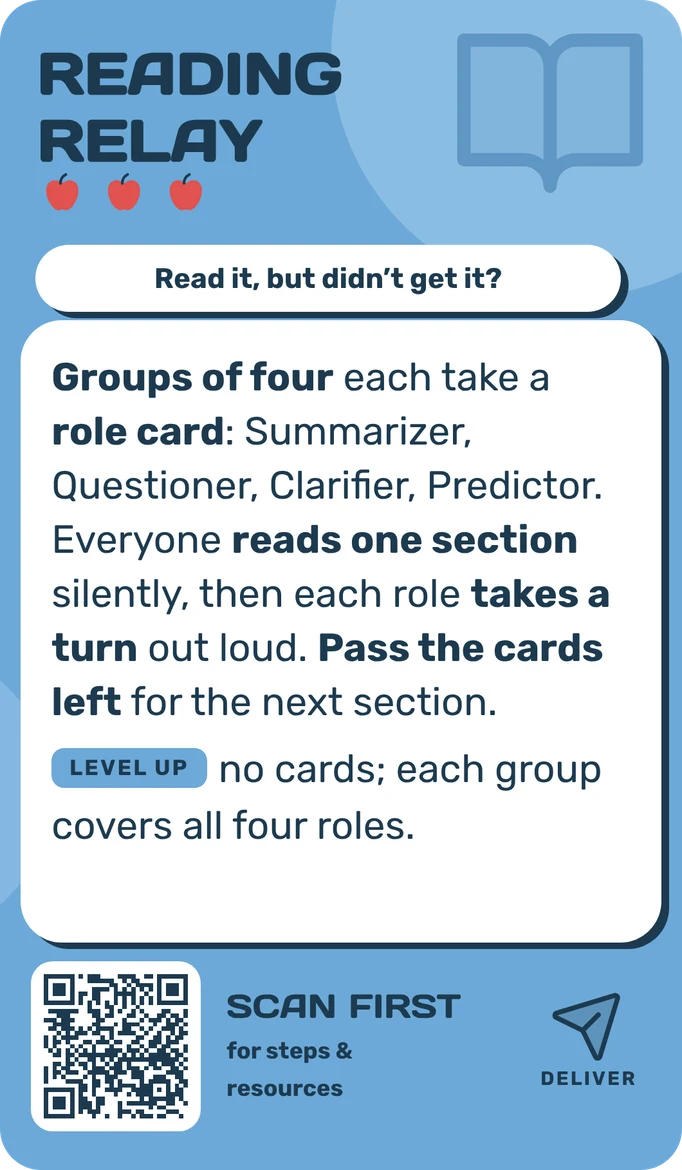 READING
RELAY
Read it, but didn’t get it?
Groups of four each take a
role card: Summarizer,
Questioner, Clarifier, Predictor.
Everyone reads one section
silently, then each role takes a
turn out loud. Pass the cards
left for the next section.
LEVEL UP no cards; each group
covers all four roles.
SCAN FIRST
for steps &
resources
DELIVER